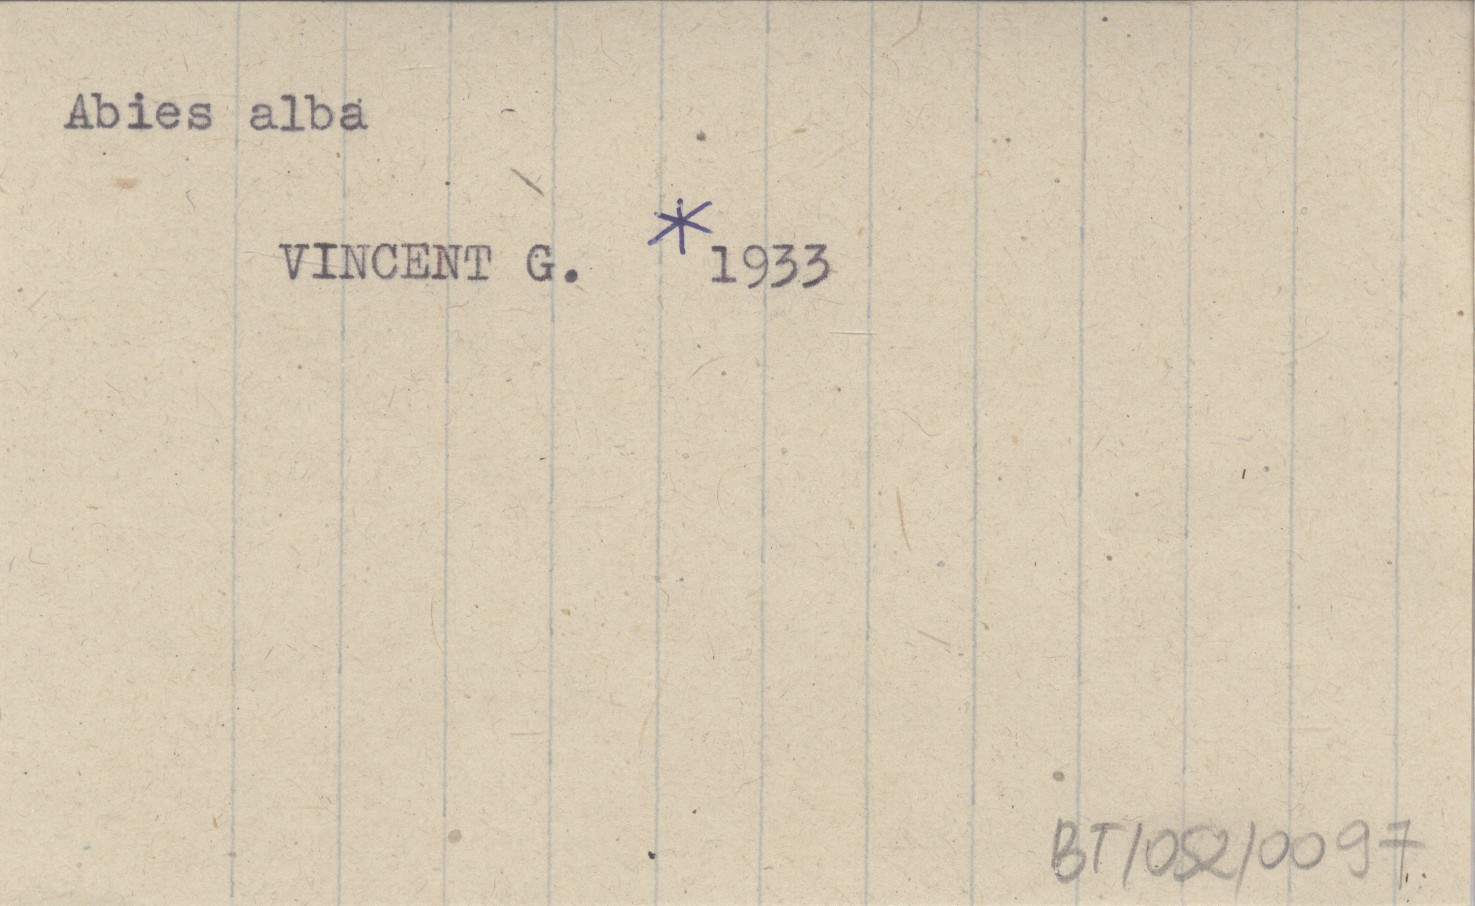 Abies alba
VINCENT G. * 1933
BT/052/0097